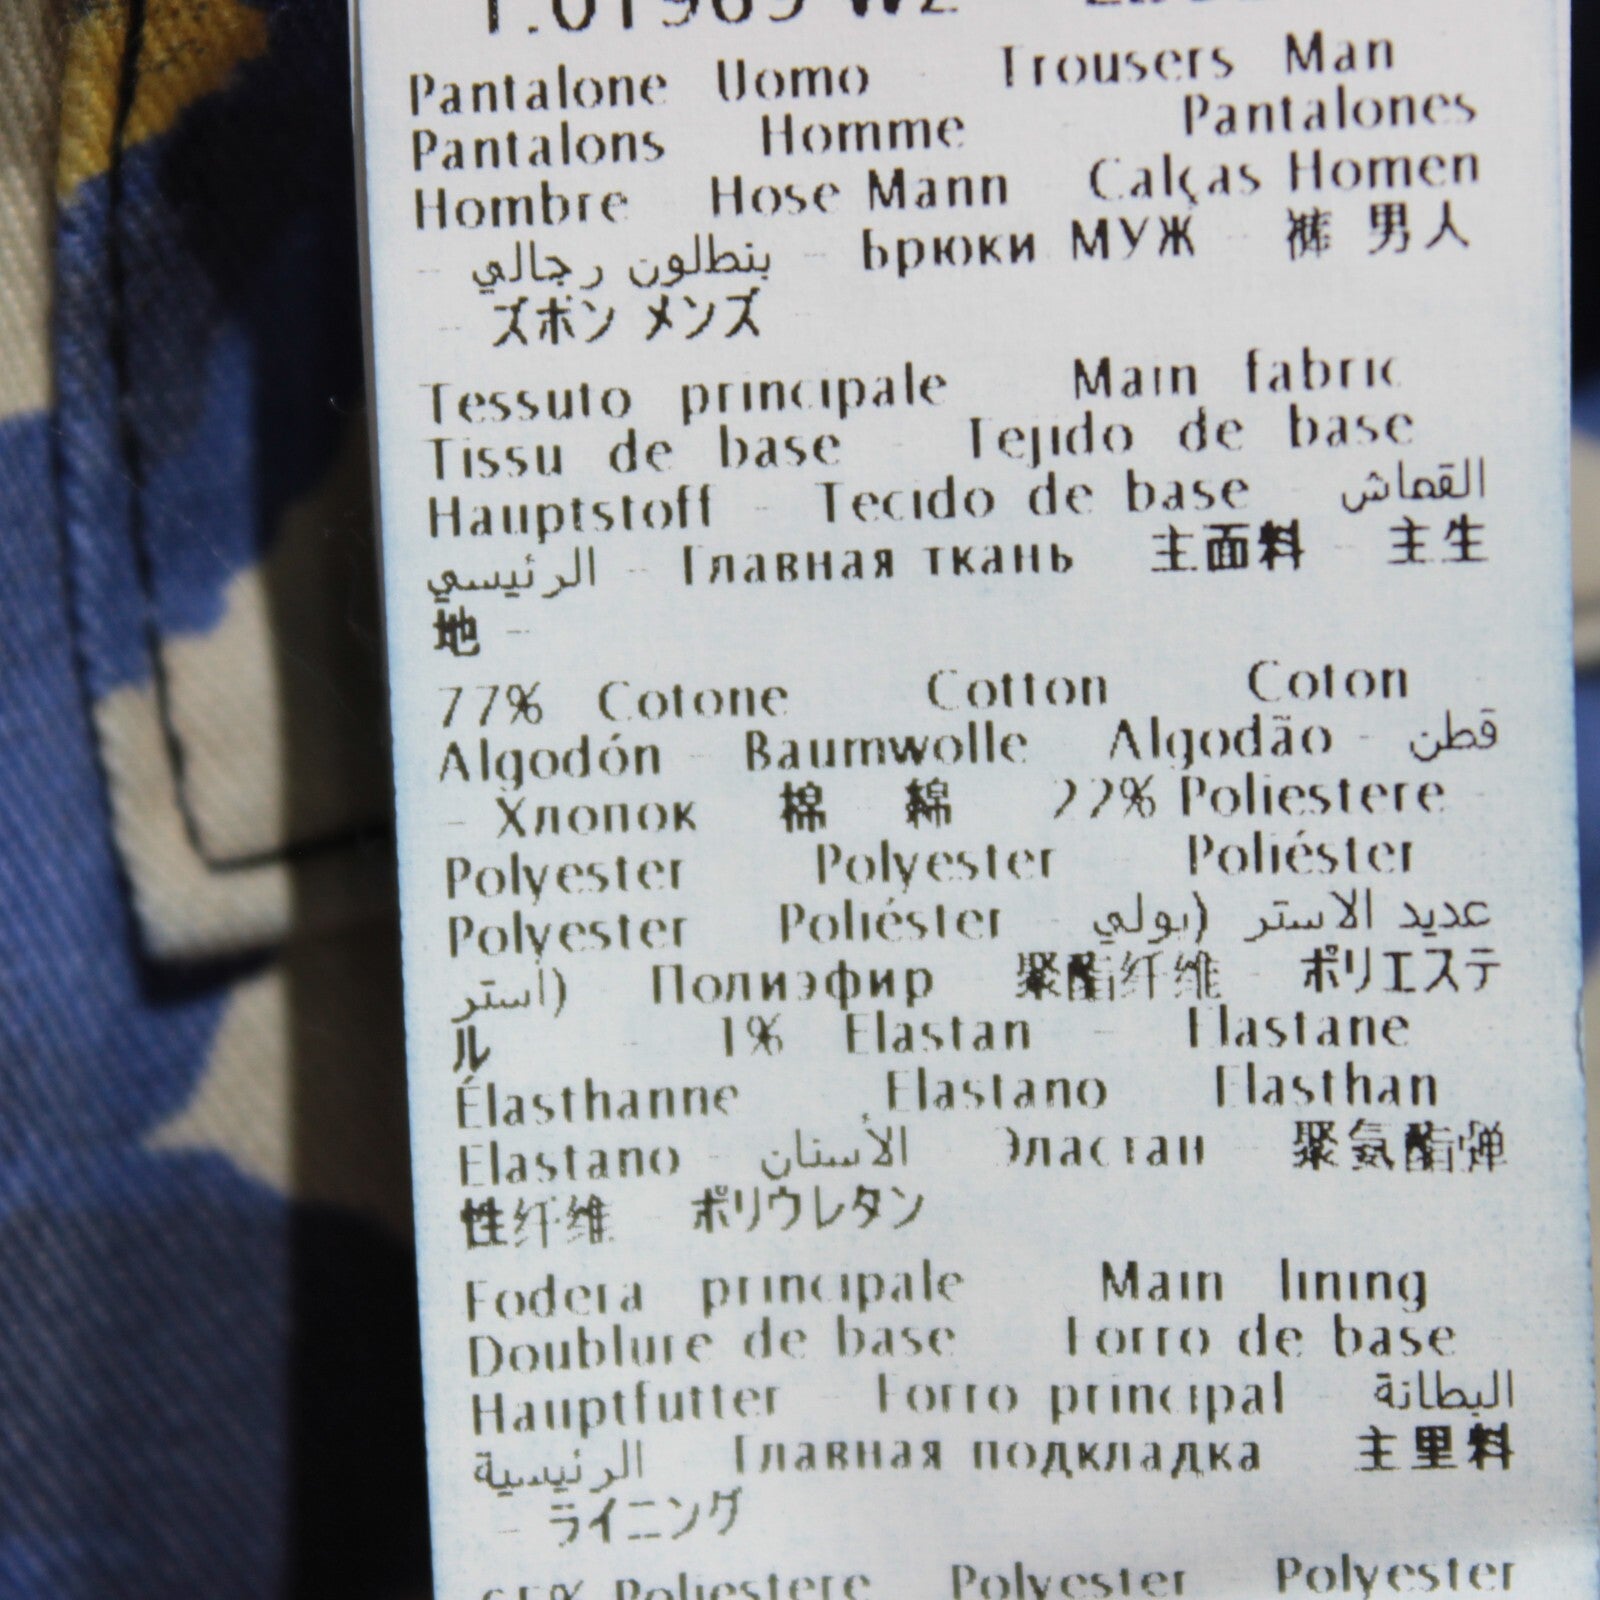 Pantalone Uomo - Trousers Man
Pantalons Homme Pantalones
Hombre Hose Mann Calças Homen
- بنطلون رجالي - Брюки МУЖ - 裤 男人
- ズボン メンズ
Tessuto principale Main fabric
Tissu de base - Tejido de base
Hauptstoff - Tecido de base - القماش
الرئيسي - Главная ткань 主面料 - 主生
地 -
77% Cotone Cotton Coton
Algodón - Baumwolle Algodão - قطن
- Хлопок 棉 綿 22% Poliestere
Polyester Polyester Poliéster
Polyester Poliéster - عديد الاستر (بولي
أستر) Полиэфир 聚酯纤维 - ポリエステ
ル 1% Elastan - Elastane
Élasthanne Elastano Elasthan
Elastano - الأستان Эластан - 聚氨酯弹
性纤维 - ポリウレタン
Fodera principale Main lining
Doublure de base Forro de base
Hauptfutter - Forro principal - البطانة
الرئيسية Главная подкладка 主里料
- ライニング
Poliestere Polyester Polyester